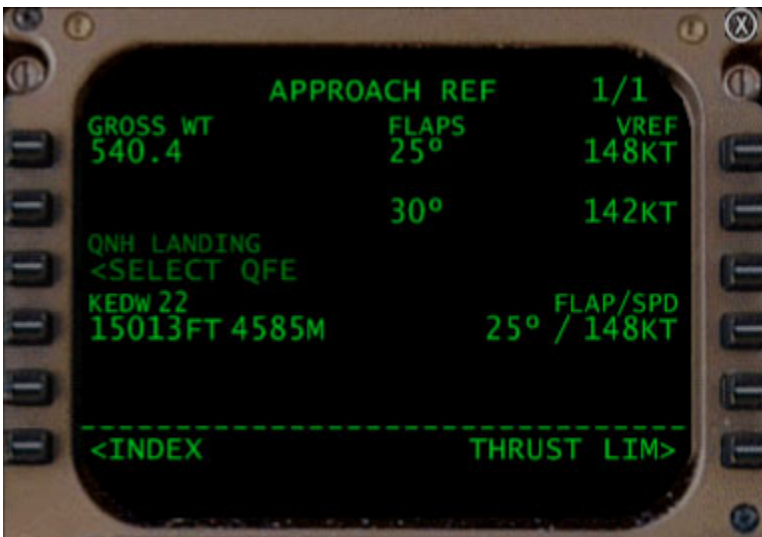 X
APPROACH REF 1/1
GROSS WT FLAPS VREF
540.4 25° 148KT
30° 142KT
QNH LANDING
<SELECT QFE
KEDW 22 FLAP/SPD
15013FT 4585M 25° / 148KT
--------------------------------
<INDEX THRUST LIM>